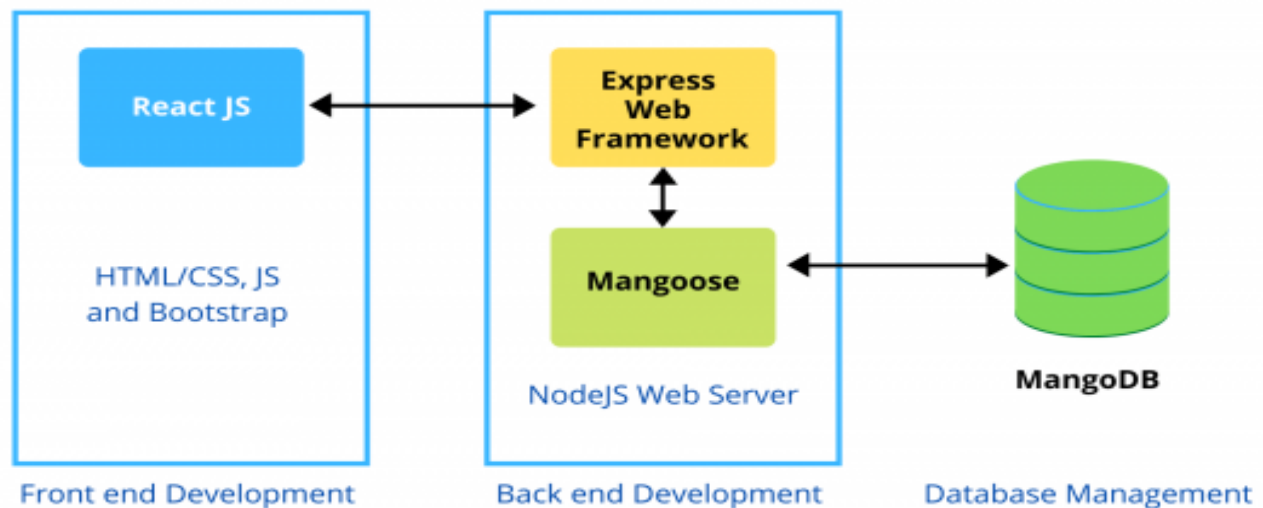 React JS
HTML/CSS, JS
and Bootstrap
Front end Development
Express
Web
Framework
Mangoose
NodeJS Web Server
Back end Development
MangoDB
Database Management